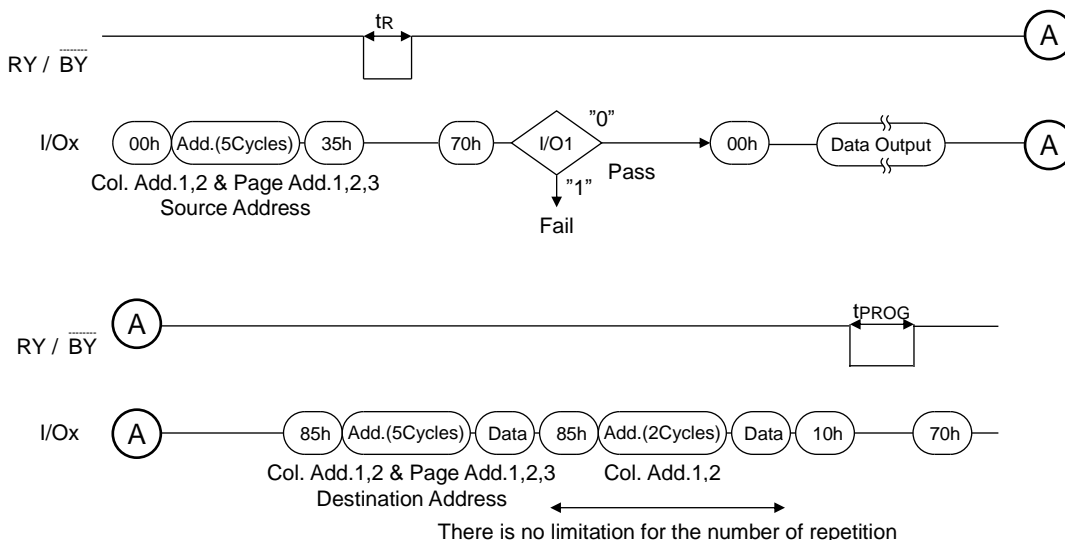 tR
RY / BY
A
I/Ox
00h Add.(5Cycles) 35h 70h I/O1 "0" 00h Data Output A
Pass
"1"
Col. Add.1,2 & Page Add.1,2,3
Source Address
Fail
A
tPROG
RY / BY
I/Ox
A
85h Add.(5Cycles) Data 85h Add.(2Cycles) Data 10h 70h
Col. Add.1,2 & Page Add.1,2,3 Col. Add.1,2
Destination Address
There is no limitation for the number of repetition